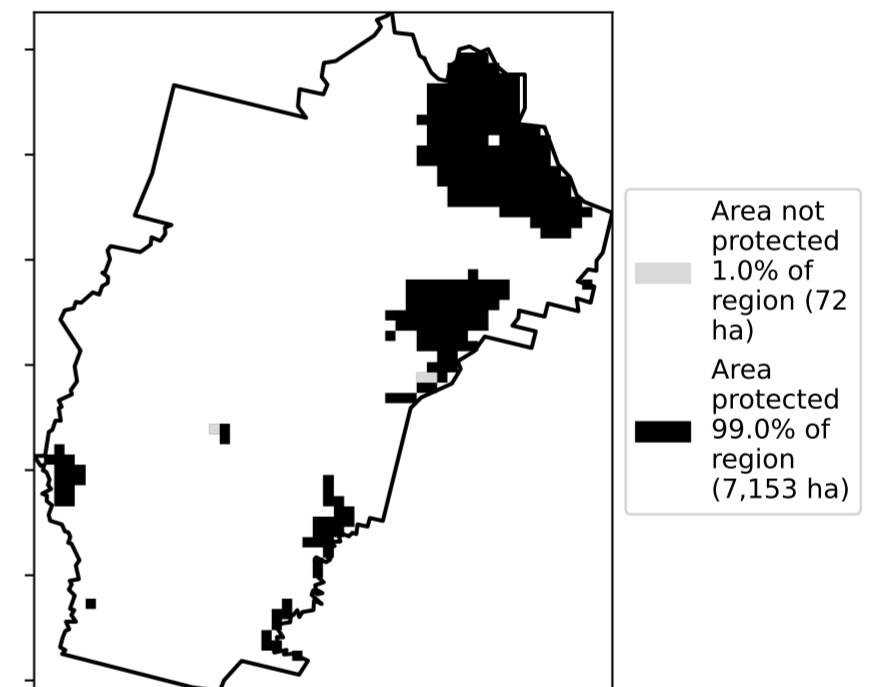 Area not
protected
1.0% of
region (72
ha)
Area
protected
99.0% of
region
(7,153 ha)